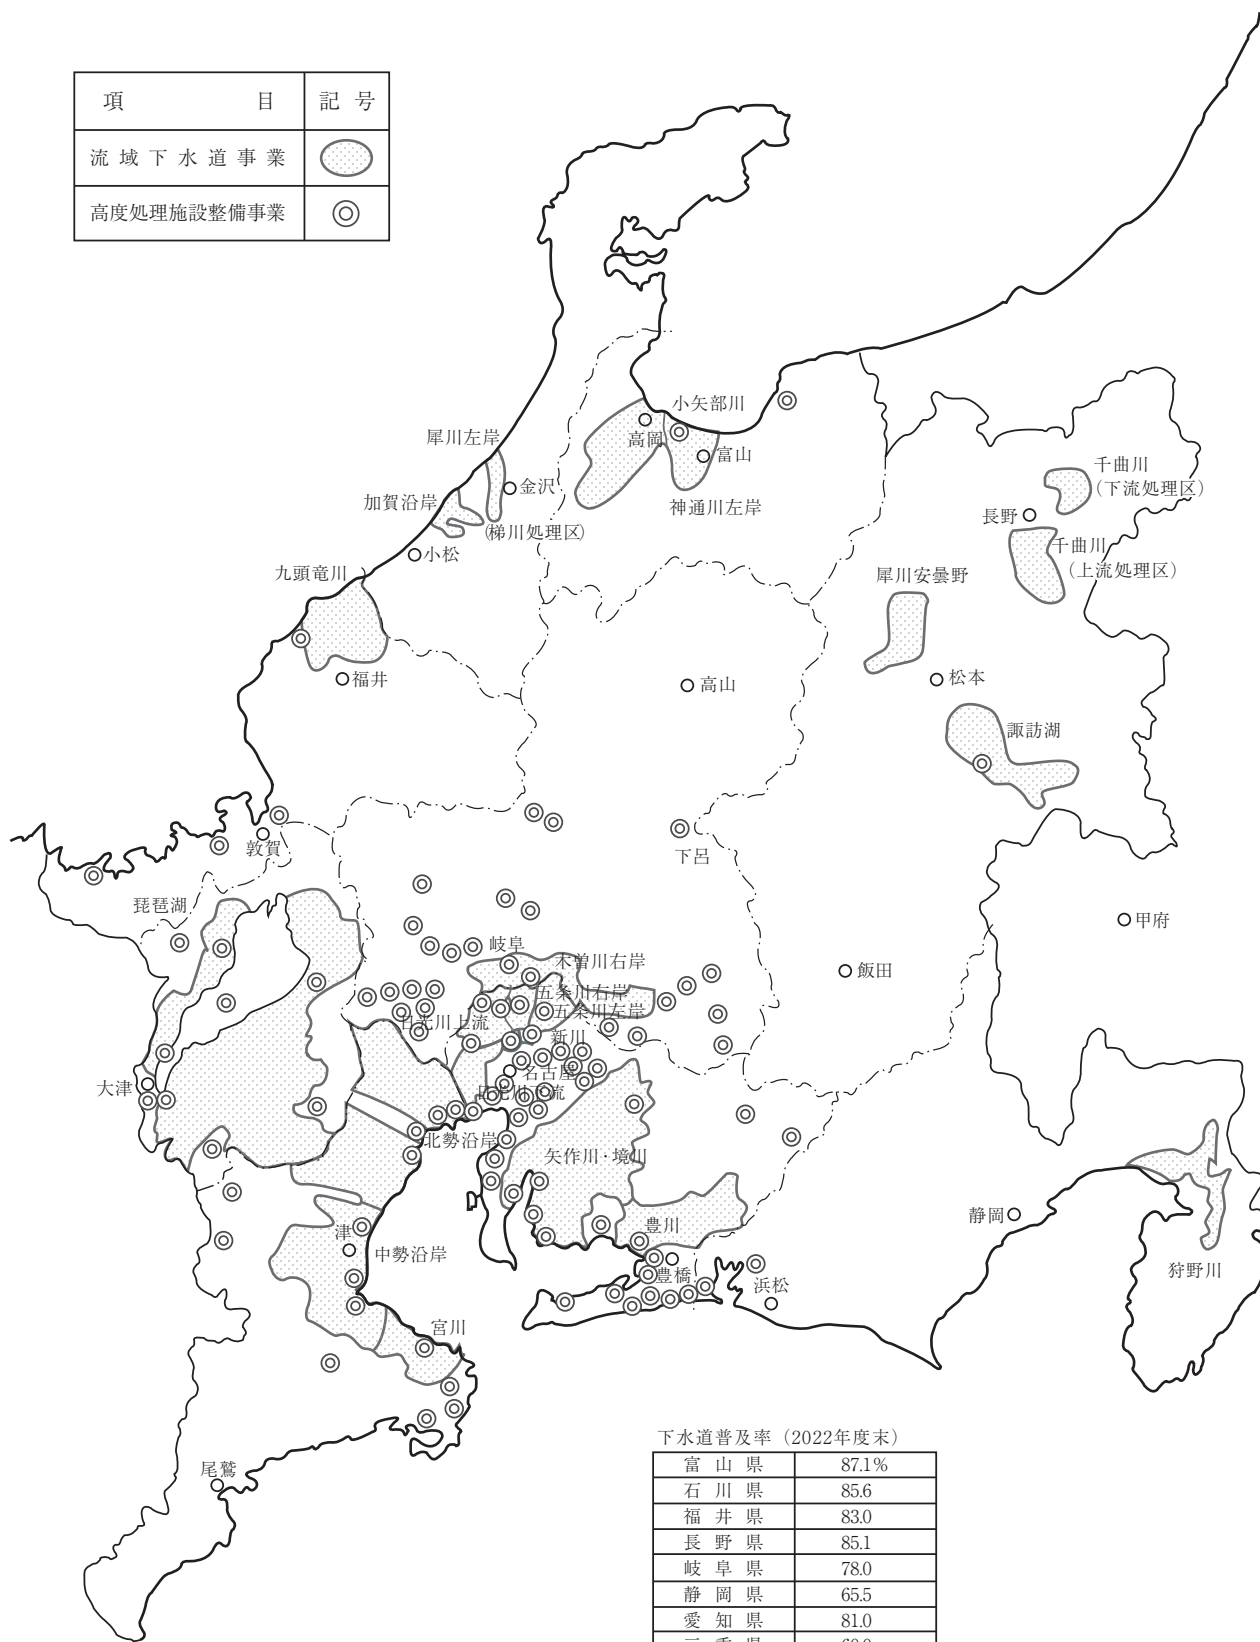 項 目 記 号
流 域 下 水 道 事 業
高度処理施設整備事業
小矢部川
高岡
富山
神通川左岸
犀川左岸
金沢
加賀沿岸
(梯川処理区)
小松
九頭竜川
福井
千曲川
(下流処理区)
長野
千曲川
(上流処理区)
犀川安曇野
松本
高山
諏訪湖
敦賀
下呂
琵琶湖
甲府
岐阜
木曽川右岸
飯田
五条川右岸
五条川左岸
日光川上流
新川
名古屋
大津
日光川下流
北勢沿岸
矢作川・境川
静岡
豊川
津
中勢沿岸
豊橋
浜松
狩野川
宮川
尾鷲
下水道普及率(2022年度末)
富 山 県 87.1%
石 川 県 85.6
福 井 県 83.0
長 野 県 85.1
岐 阜 県 78.0
静 岡 県 65.5
愛 知 県 81.0